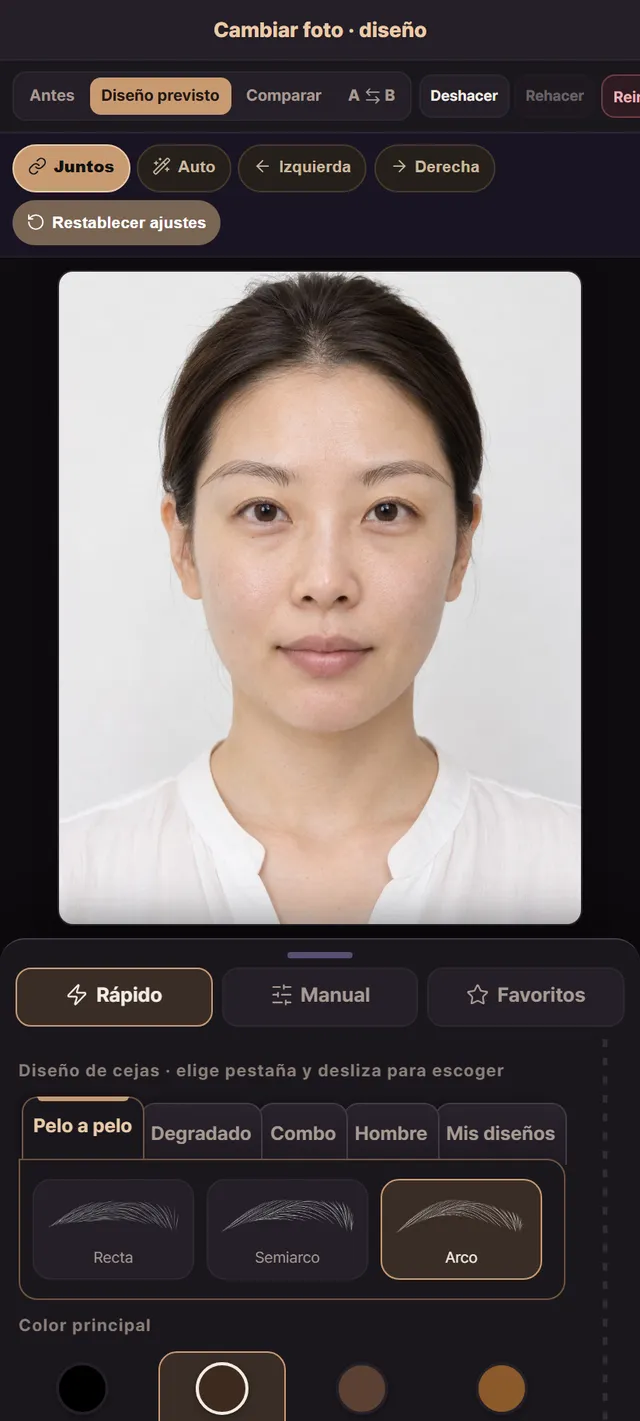 Cambiar foto · diseño
Antes Diseño previsto Comparar A ⇆ B Deshacer Rehacer
Juntos Auto Izquierda Derecha
Restablecer ajustes
Rápido Manual Favoritos
Diseño de cejas · elige pestaña y desliza para escoger
Pelo a pelo Degradado Combo Hombre Mis diseños
Recta Semiarco Arco
Color principal